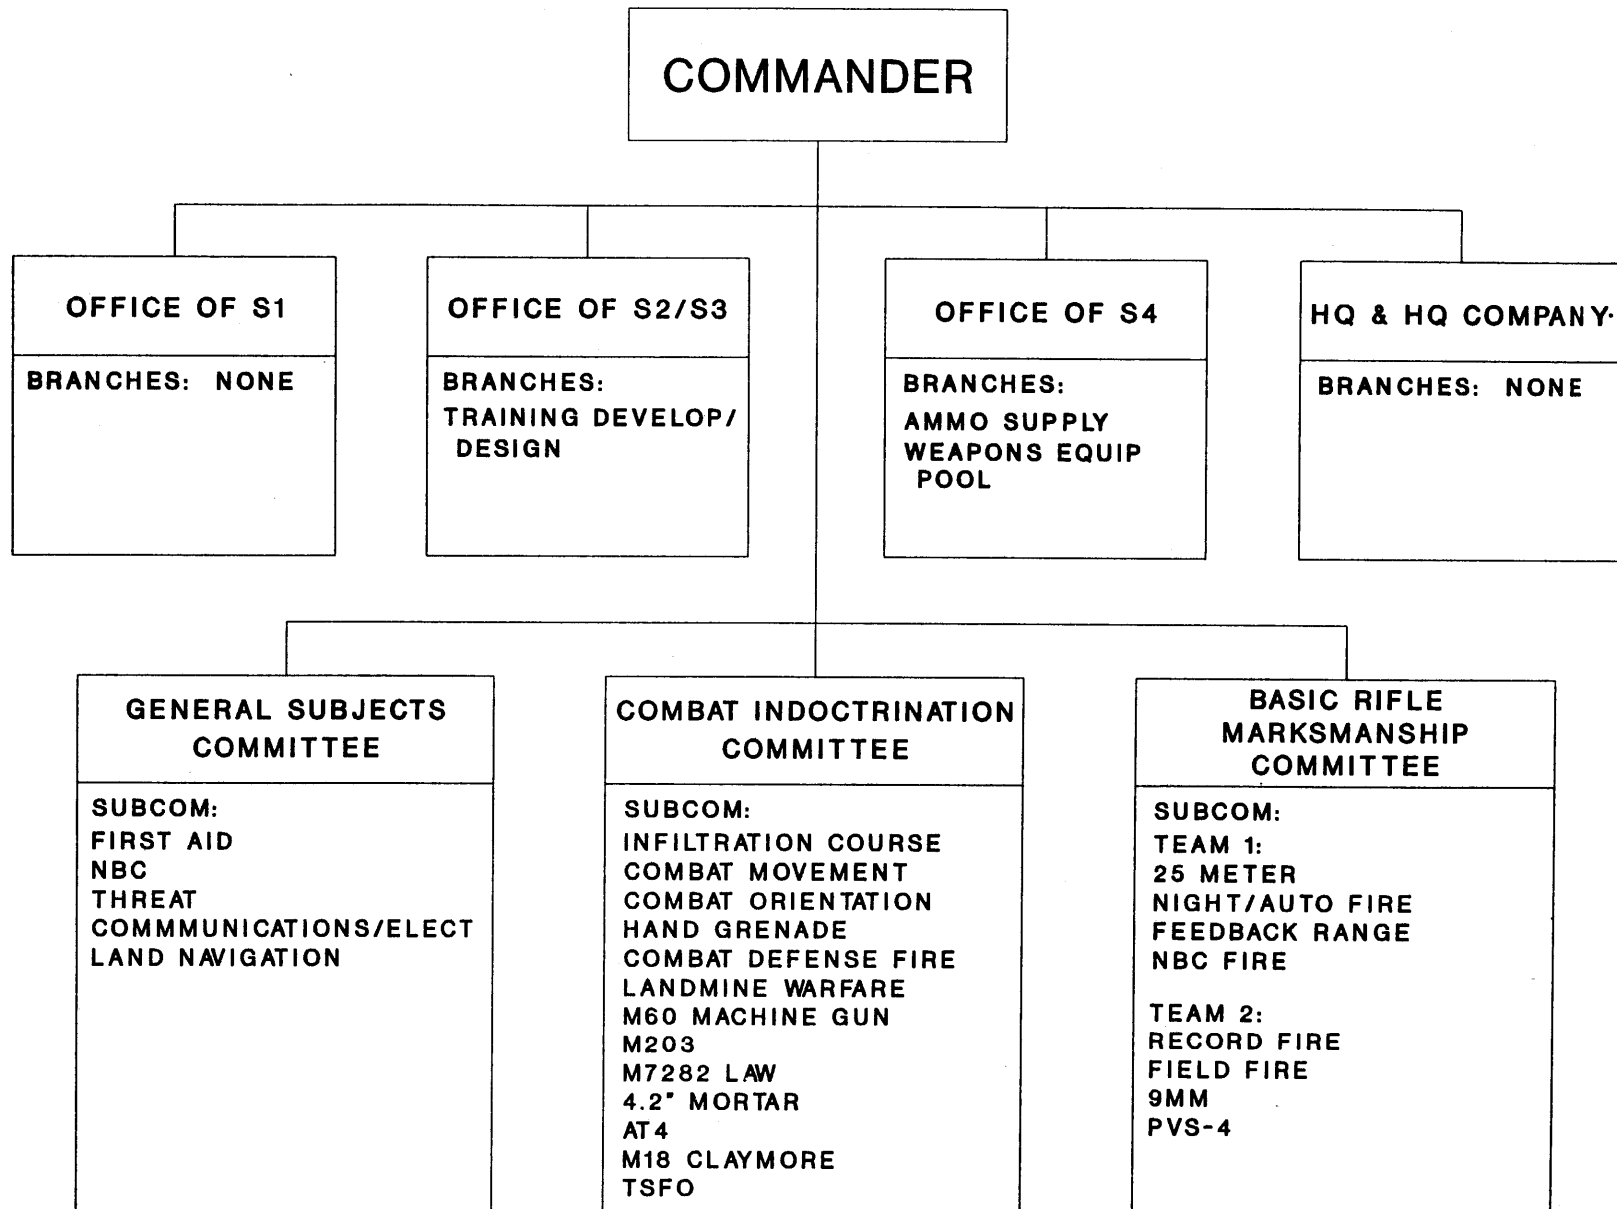 COMMANDER
OFFICE OF S1
BRANCHES: NONE
OFFICE OF S2/S3
BRANCHES:
TRAINING DEVELOP/
DESIGN
OFFICE OF S4
BRANCHES:
AMMO SUPPLY
WEAPONS EQUIP
POOL
HQ & HQ COMPANY
BRANCHES: NONE
GENERAL SUBJECTS
COMMITTEE
SUBCOM:
FIRST AID
NBC
THREAT
COMMMUNICATIONS/ELECT
LAND NAVIGATION
COMBAT INDOCTRINATION
COMMITTEE
SUBCOM:
INFILTRATION COURSE
COMBAT MOVEMENT
COMBAT ORIENTATION
HAND GRENADE
COMBAT DEFENSE FIRE
LANDMINE WARFARE
M60 MACHINE GUN
M203
M7282 LAW
4.2" MORTAR
AT4
M18 CLAYMORE
TSFO
BASIC RIFLE
MARKSMANSHIP
COMMITTEE
SUBCOM:
TEAM 1:
25 METER
NIGHT/AUTO FIRE
FEEDBACK RANGE
NBC FIRE
TEAM 2:
RECORD FIRE
FIELD FIRE
9MM
PVS-4